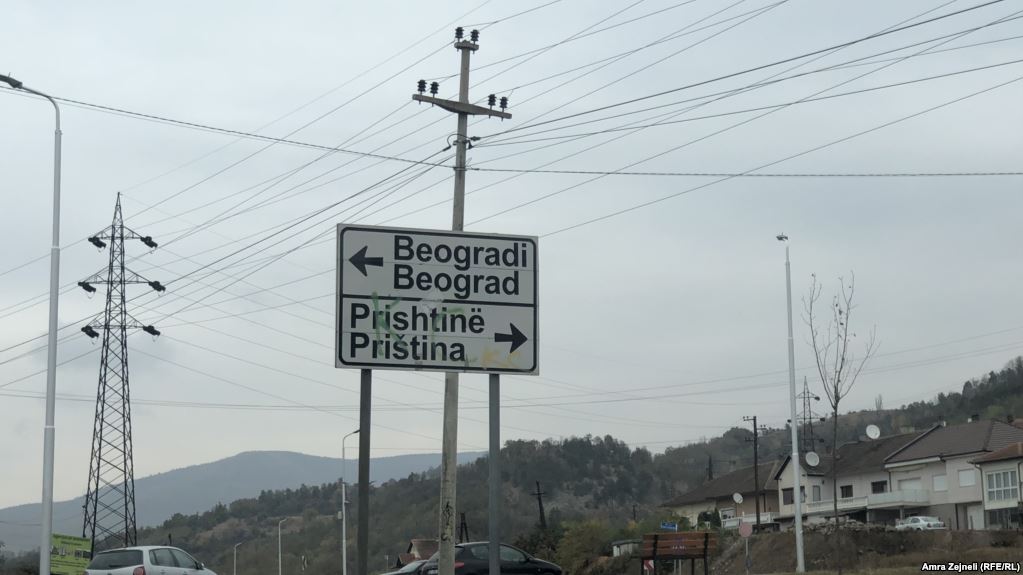 Beogradi
Beograd
Prishtinë
Pristina
Amra Zejneli (RFE/RL)